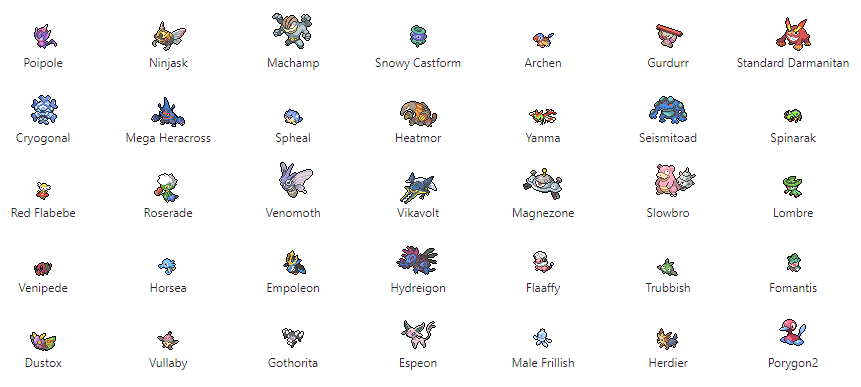 Poipole Ninjask Machamp Snowy Castform Archen Gurdurr Standard Darmanitan
Cryogonal Mega Heracross Spheal Heatmor Yanma Seismitoad Spinarak
Red Flabebe Roserade Venomoth Vikavolt Magnezone Slowbro Lombre
Venipede Horsea Empoleon Hydreigon Flaaffy Trubbish Fomantis
Dustox Vullaby Gothorita Espeon Male Frillish Herdier Porygon2